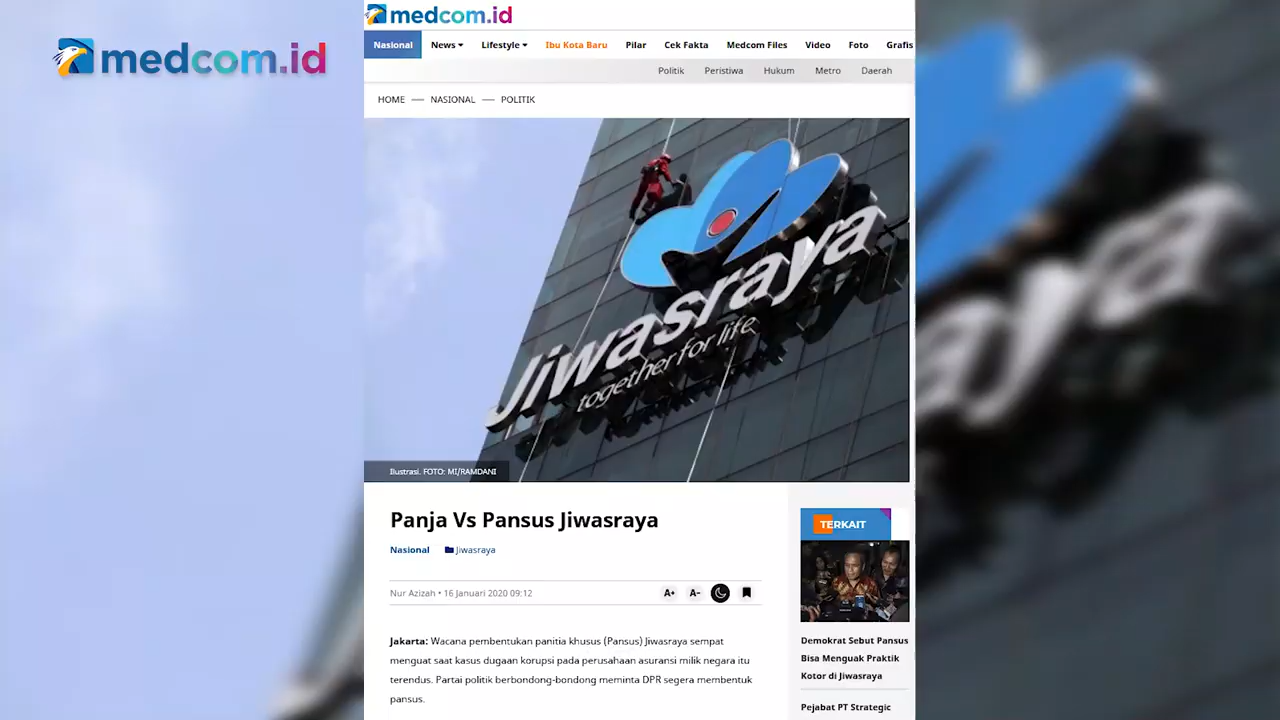 medcom.id
medcom.id
Nasional News Lifestyle Ibu Kota Baru Pilar Cek Fakta Medcom Files Video Foto Grafis
Politik Peristiwa Hukum Metro Daerah
HOME — NASIONAL — POLITIK
Jiwasraya
together for life
Ilustrasi. FOTO: MI/RAMDANI
Panja Vs Pansus Jiwasraya
Nasional Jiwasraya
Nur Azizah • 16 Januari 2020 09:12
A+ A-
Jakarta: Wacana pembentukan panitia khusus (Pansus) Jiwasraya sempat
menguat saat kasus dugaan korupsi pada perusahaan asuransi milik negara itu
terendus. Partai politik berbondong-bondong meminta DPR segera membentuk
pansus.
TERKAIT
Demokrat Sebut Pansus
Bisa Menguak Praktik
Kotor di Jiwasraya
Pejabat PT Strategic
aya